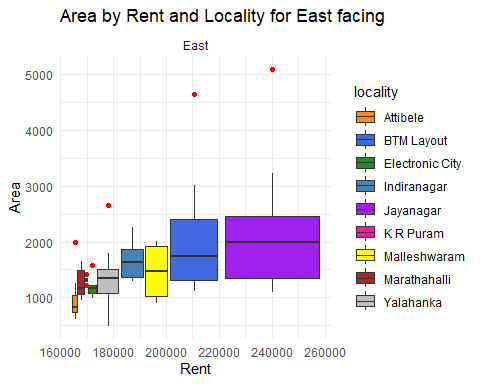 Area by Rent and Locality for East facing
East
5000
4000
3000
2000
1000
Area
160000 180000 200000 220000 240000 260000
Rent
locality
Attibele
BTM Layout
Electronic City
Indiranagar
Jayanagar
K R Puram
Malleshwaram
Marathahalli
Yalahanka